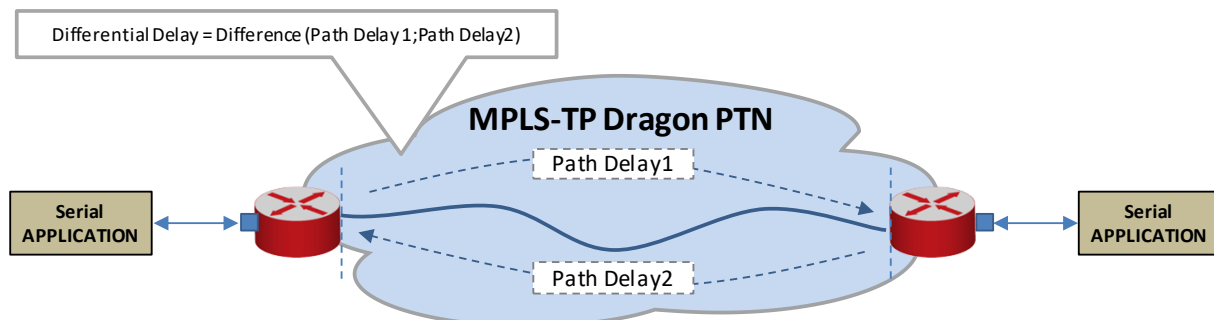 Differential Delay = Difference (Path Delay 1;Path Delay2)
MPLS-TP Dragon PTN
Path Delay1
Serial
APPLICATION
Serial
APPLICATION
Path Delay2